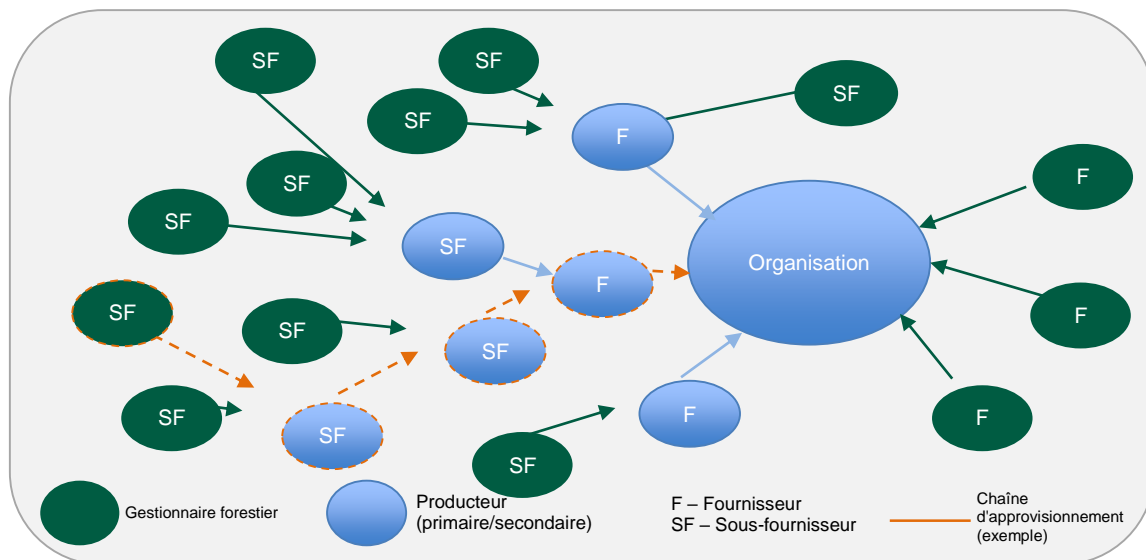 SF
SF
SF
SF
F
SF
F
SF
SF
Organisation
F
F
SF
SF
F
SF
SF
SF
SF
F
F
SF
Gestionnaire forestier
Producteur
(primaire/secondaire)
F – Fournisseur
SF – Sous-fournisseur
Chaîne
d'approvisionnement
(exemple)